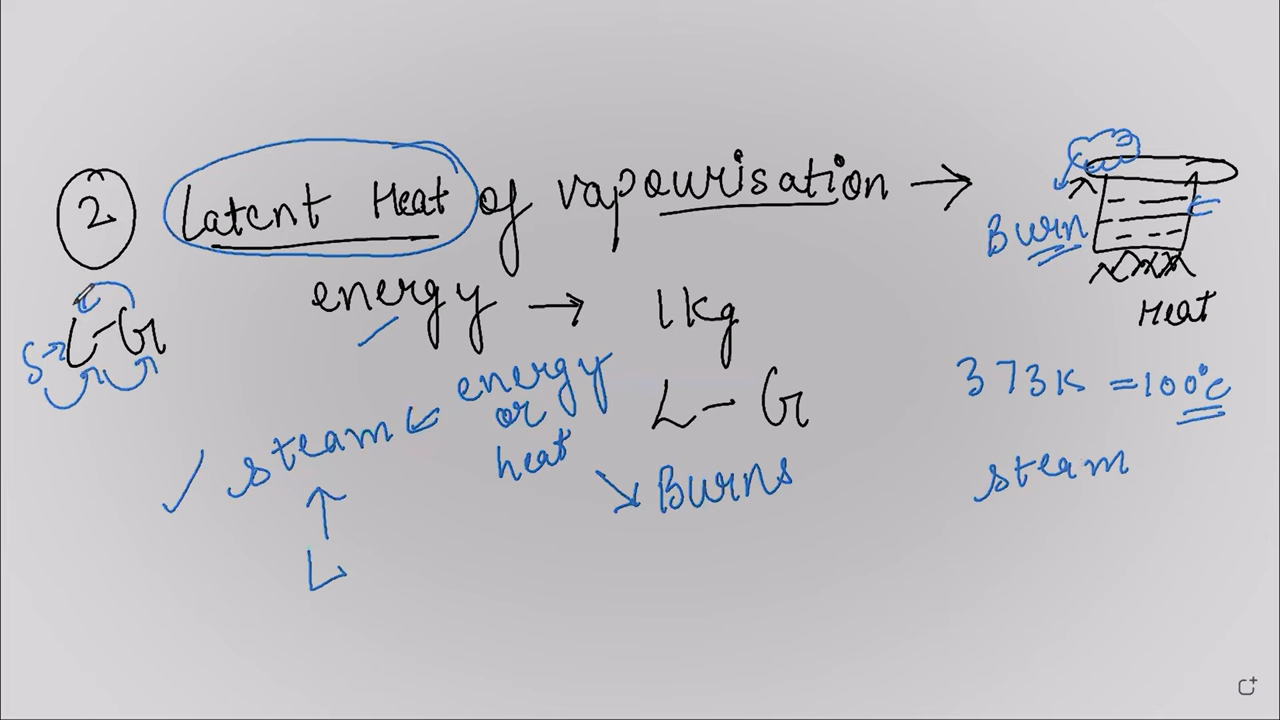 2 Latent Heat of vapourisation →
Burn
energy → 1kg
Heat
S → L - G
energy
or
heat
L - G
373K = 100°C
✓ steam ←
↘ Burns
steam
↑
L